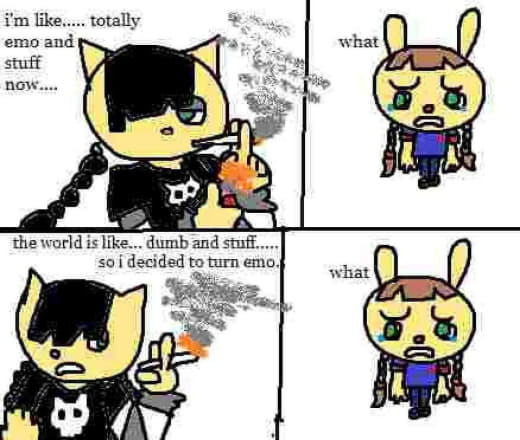 i'm like..... totally
emo and
stuff
now....
what
the world is like... dumb and stuff.....
so i decided to turn emo.
what